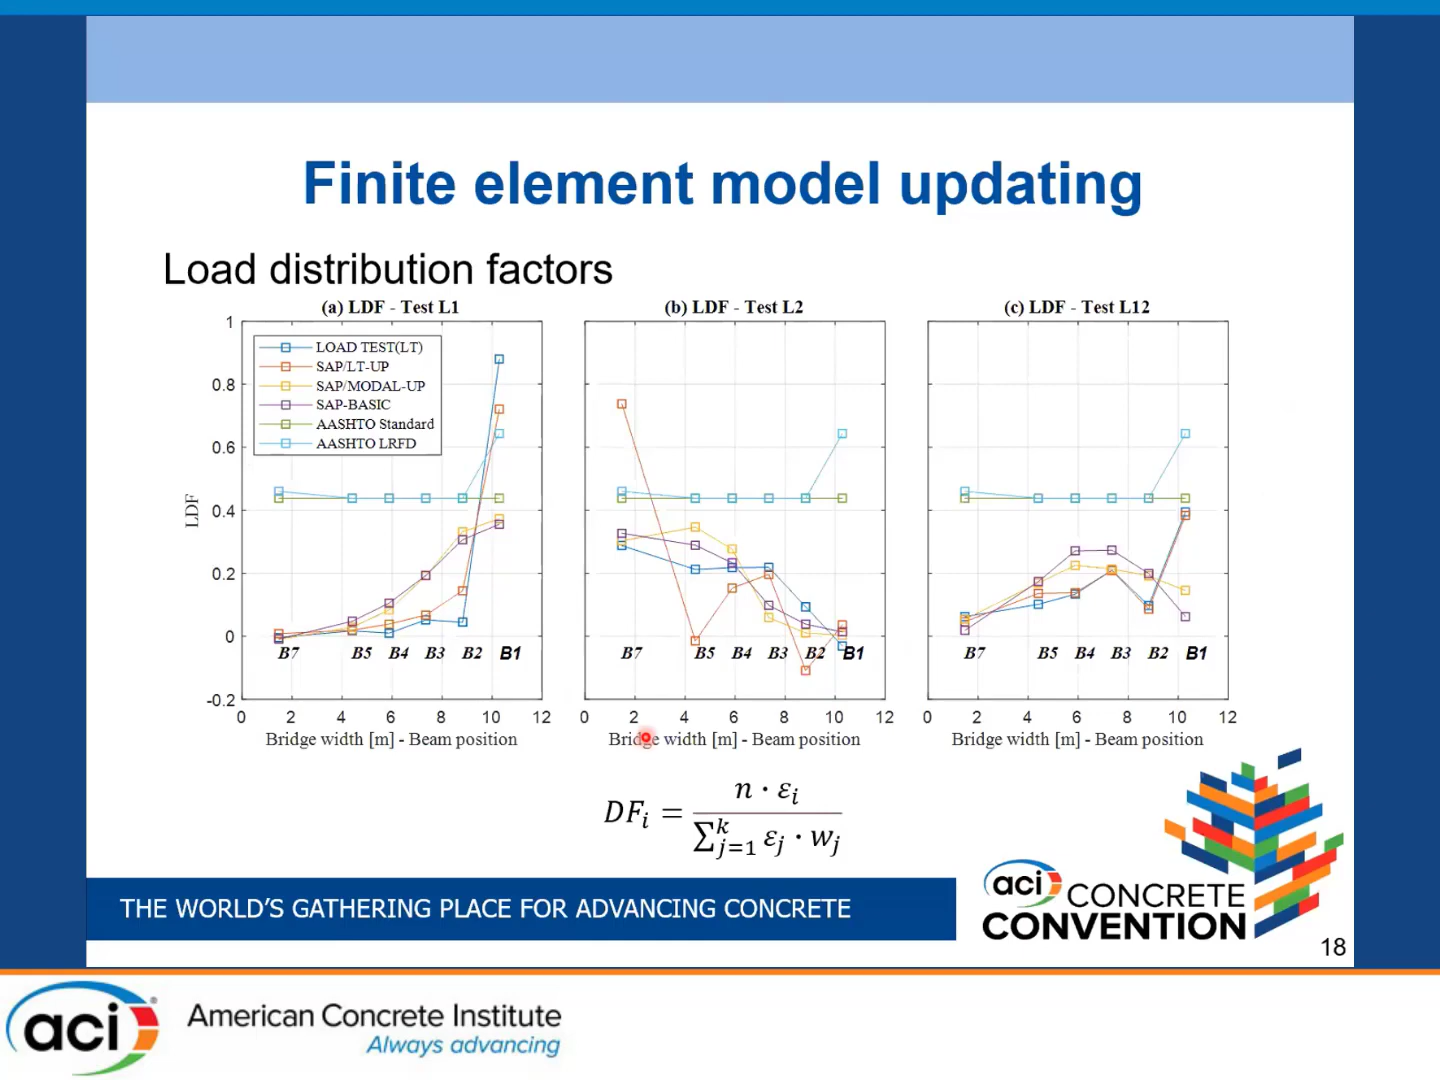 Finite element model updating
Load distribution factors
(a) LDF - Test L1
LOAD TEST(LT)
SAP/LT-UP
SAP/MODAL-UP
SAP-BASIC
AASHTO Standard
AASHTO LRFD
LDF
1
0.8
0.6
0.4
0.2
0
-0.2
B7 B5 B4 B3 B2 B1
0 2 4 6 8 10 12
Bridge width [m] - Beam position
(b) LDF - Test L2
B7 B5 B4 B3 B2 B1
0 2 4 6 8 10 12
Bridge width [m] - Beam position
(c) LDF - Test L12
B7 B5 B4 B3 B2 B1
0 2 4 6 8 10 12
Bridge width [m] - Beam position
DFᵢ = n · εᵢ / ∑ᵏⱼ₌₁ εⱼ · wⱼ
THE WORLD'S GATHERING PLACE FOR ADVANCING CONCRETE
aci CONCRETE
CONVENTION
18
aci
American Concrete Institute
Always advancing